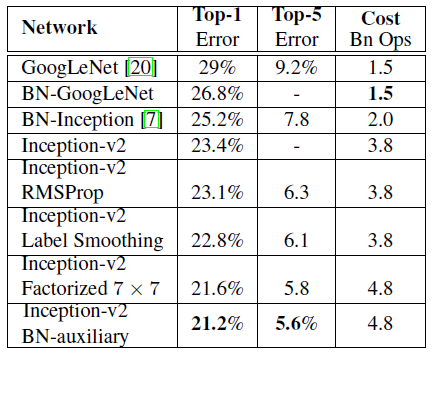 Network Top-1 Error Top-5 Error Cost Bn Ops
GoogLeNet [20] 29% 9.2% 1.5
BN-GoogLeNet 26.8% - 1.5
BN-Inception [7] 25.2% 7.8 2.0
Inception-v2 23.4% - 3.8
Inception-v2
RMSProp 23.1% 6.3 3.8
Inception-v2
Label Smoothing 22.8% 6.1 3.8
Inception-v2
Factorized 7 × 7 21.6% 5.8 4.8
Inception-v2
BN-auxiliary 21.2% 5.6% 4.8